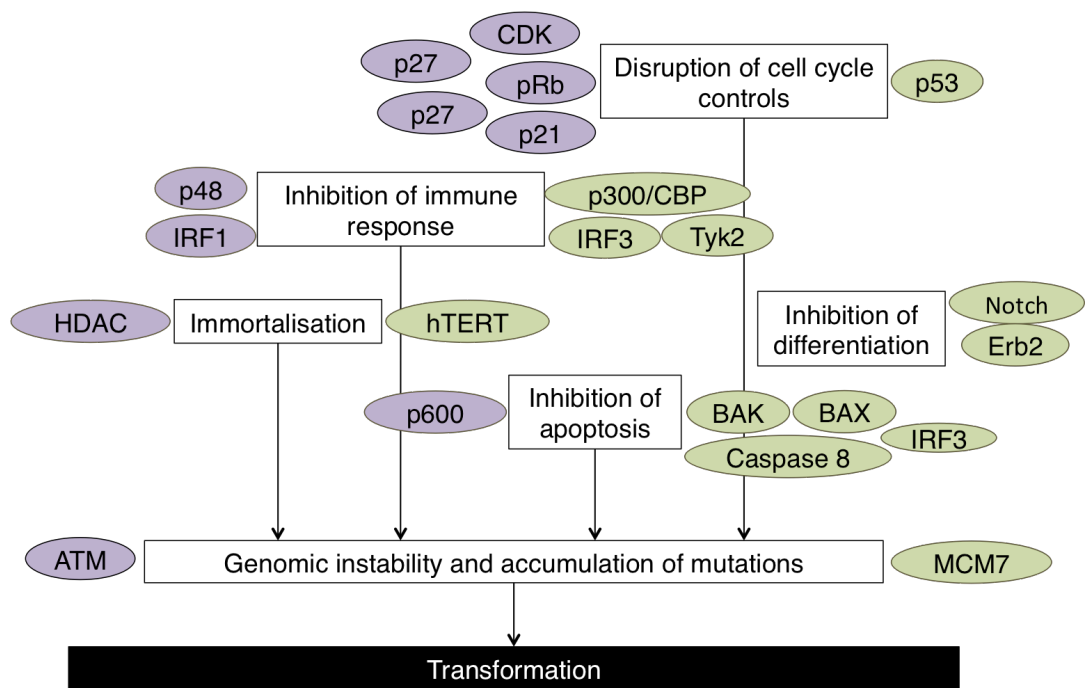 CDK
p27
pRb
p27
p21
Disruption of cell cycle
controls
p53
p48
IRF1
Inhibition of immune
response
p300/CBP
IRF3
Tyk2
HDAC
Immortalisation
hTERT
Inhibition of
differentiation
Notch
Erb2
p600
Inhibition of
apoptosis
BAK
BAX
IRF3
Caspase 8
ATM
Genomic instability and accumulation of mutations
MCM7
Transformation